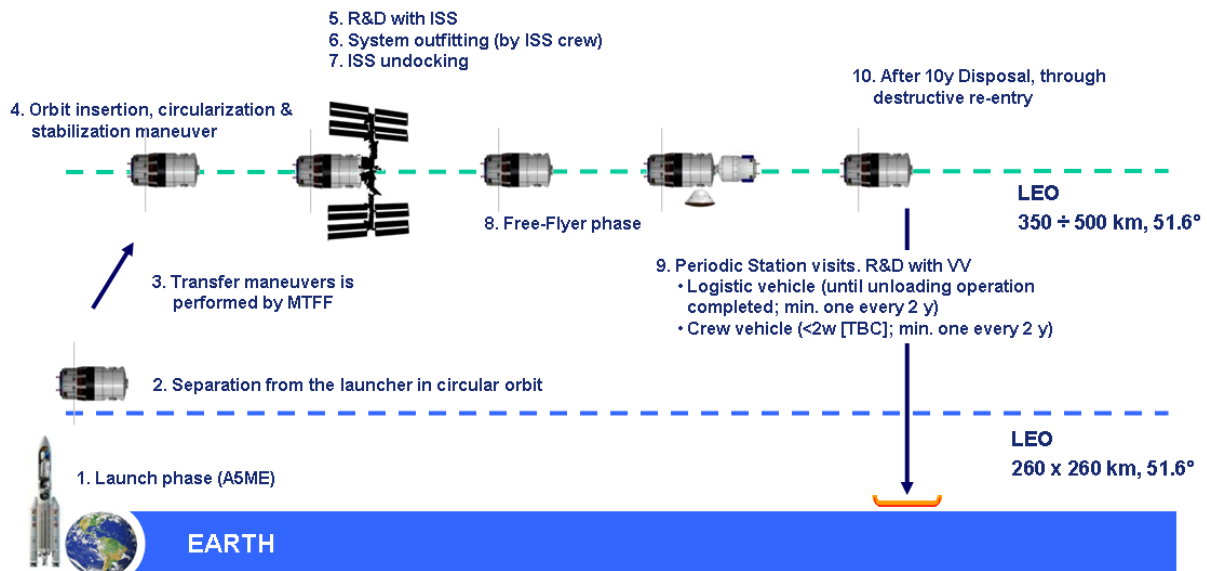 5. R&D with ISS
6. System outfitting (by ISS crew)
7. ISS undocking
10. After 10y Disposal, through
destructive re-entry
4. Orbit insertion, circularization &
stabilization maneuver
LEO
350 ÷ 500 km, 51.6°
8. Free-Flyer phase
9. Periodic Station visits. R&D with VV
• Logistic vehicle (until unloading operation
completed; min. one every 2 y)
• Crew vehicle (<2w [TBC]; min. one every 2 y)
3. Transfer maneuvers is
performed by MTFF
2. Separation from the launcher in circular orbit
LEO
260 x 260 km, 51.6°
1. Launch phase (A5ME)
EARTH